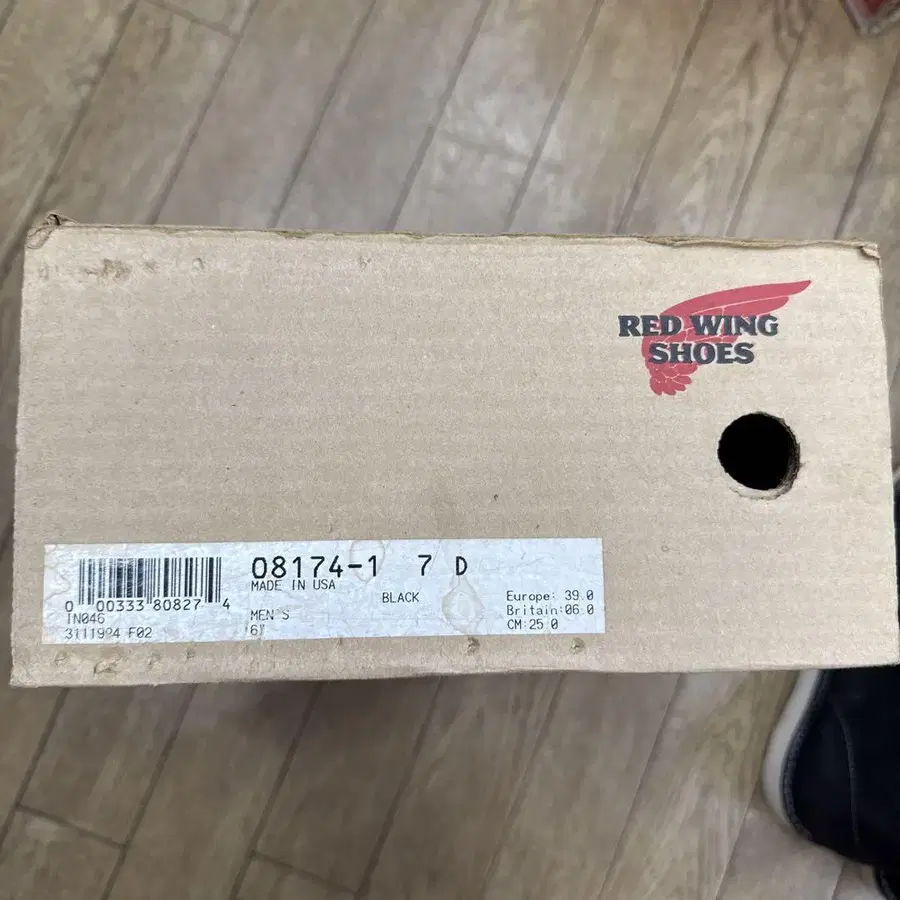 RED WING
SHOES
08174-1 7 D
MADE IN USA
BLACK
MEN'S
6"
0 00333 80827 4
IN046
3111924 F02
Europe: 39.0
Britain:06.0
CM:25.0